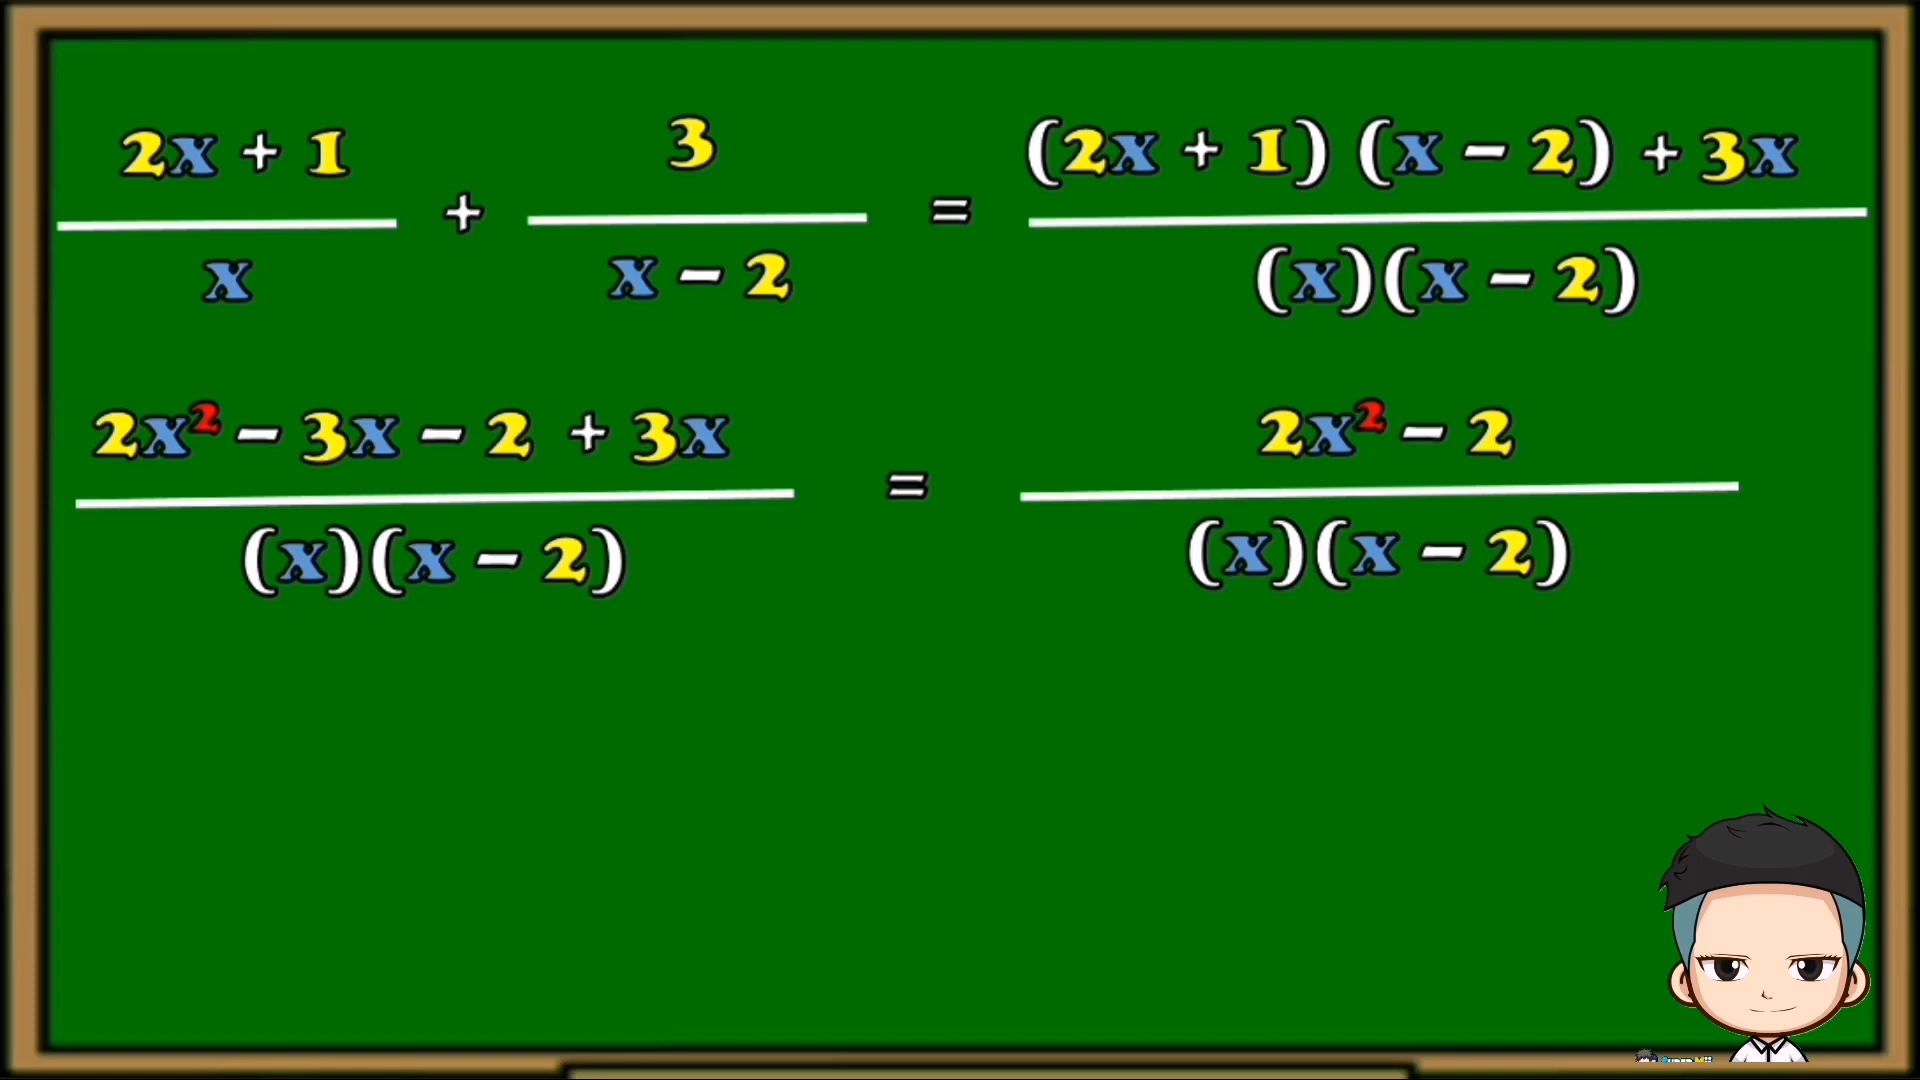 2x + 1 3 (2x + 1) (x − 2) + 3x
+ =
x x − 2 (x)(x − 2)
2x² − 3x − 2 + 3x 2x² − 2
=
(x)(x − 2) (x)(x − 2)